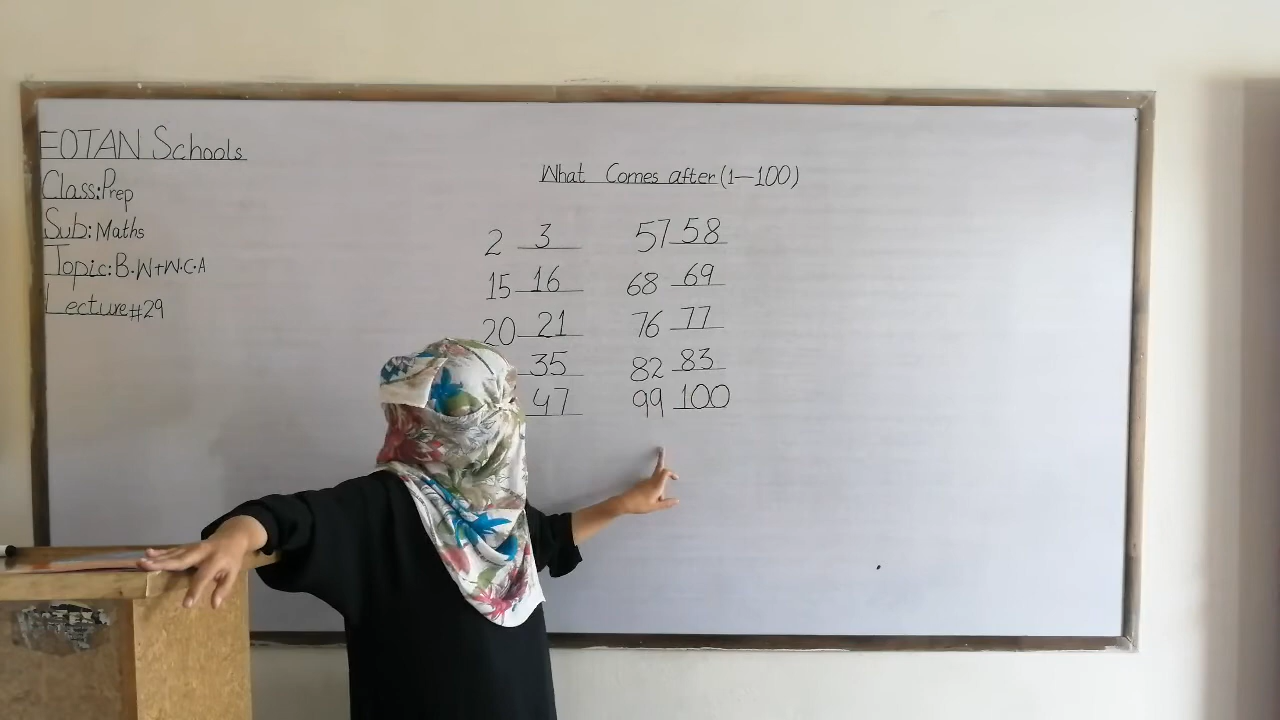 EOTAN Schools
Class:Prep
Sub: Maths
Topic: B.W+W.C.A
Lecture#29
What Comes after (1—100)
2 3
15 16
20 21
35
47
57 58
68 69
76 77
82 83
99 100